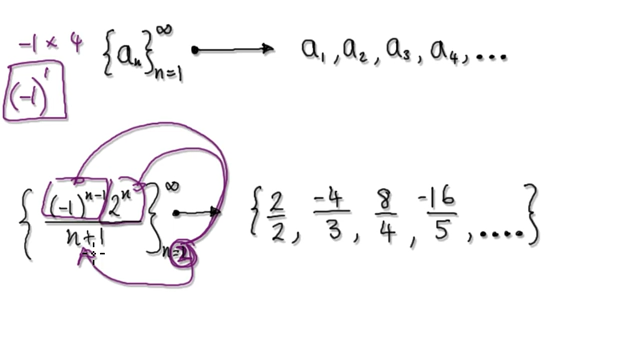 -1 × 4
(-1)^1
{a_n}_{n=1}^∞ → a_1, a_2, a_3, a_4, ...
{ (-1)^{n-1} 2^n / n+1 }_{n=2}^∞ → { 2/2, -4/3, 8/4, -16/5, .... }